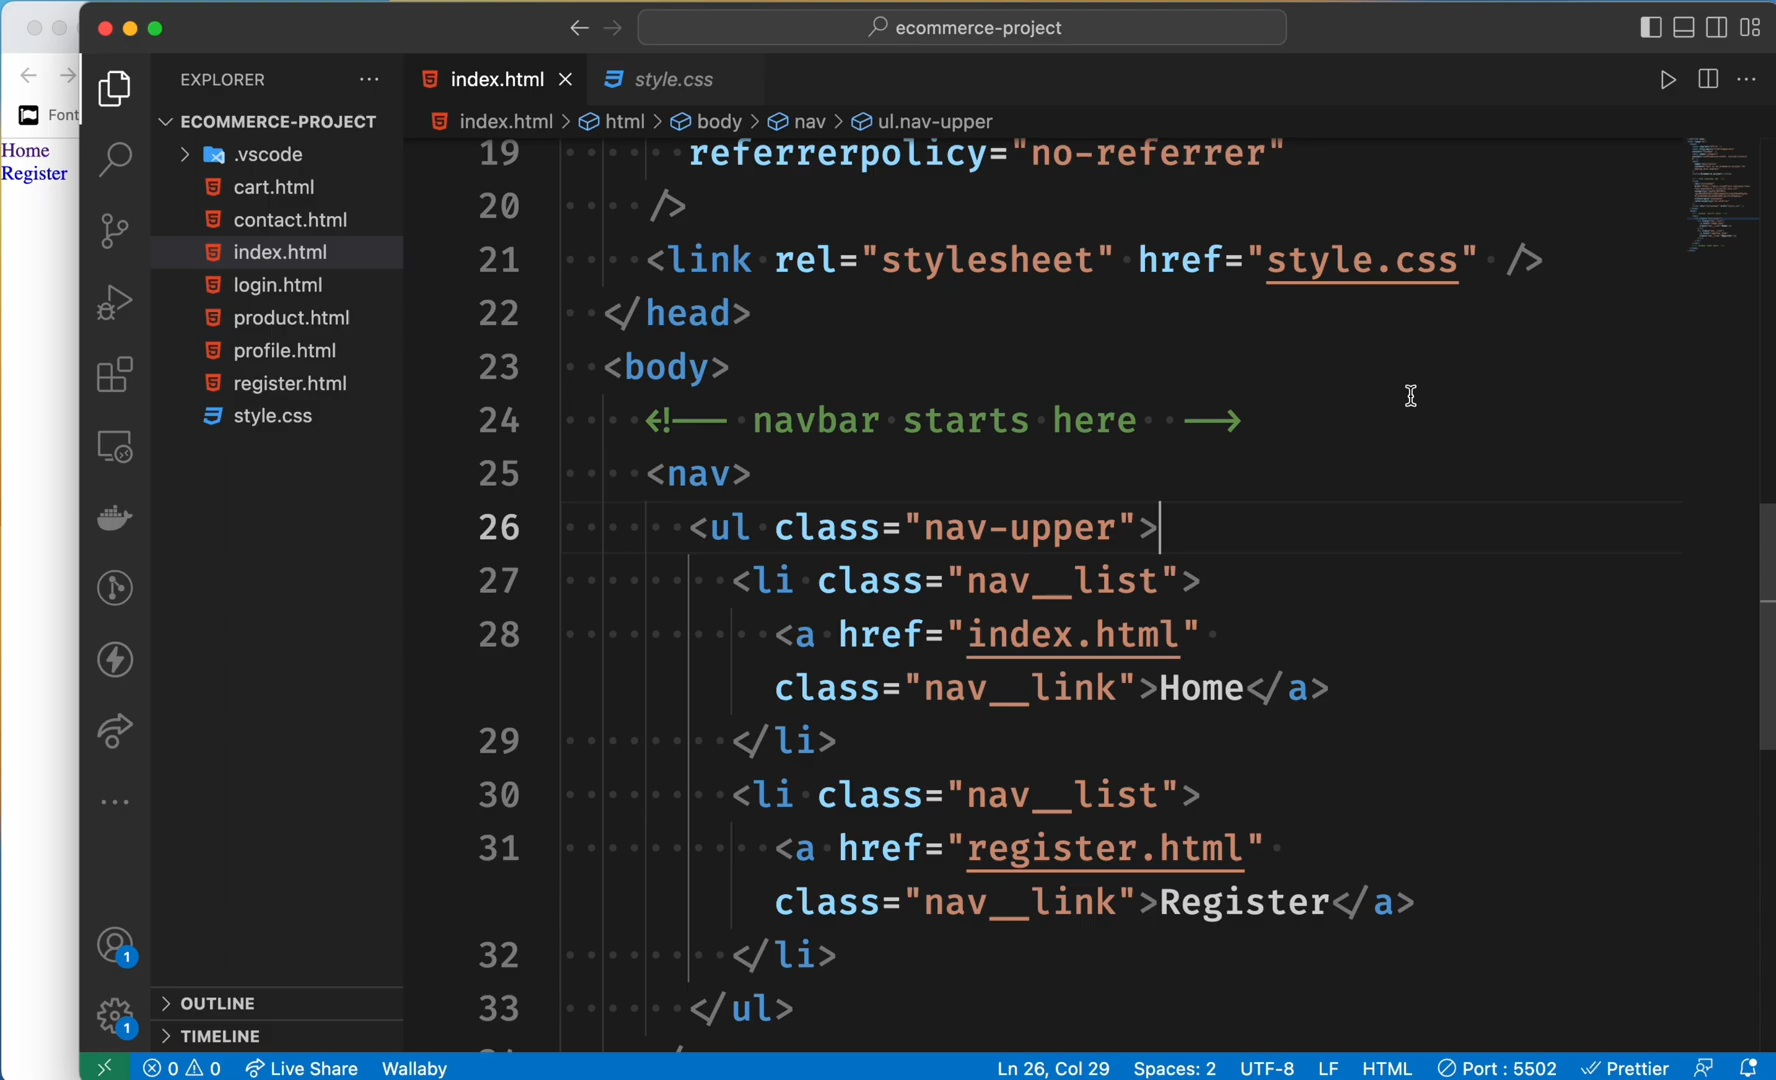 ecommerce-project
Font
Home
Register
EXPLORER
ECOMMERCE-PROJECT
.vscode
cart.html
contact.html
index.html
login.html
product.html
profile.html
register.html
style.css
OUTLINE
TIMELINE
index.html
style.css
index.html > html > body > nav > ul.nav-upper
19 referrerpolicy="no-referrer"
20 />
21 <link rel="stylesheet" href="style.css" />
22 </head>
23 <body>
24 <!-- navbar starts here -->
25 <nav>
26 <ul class="nav-upper">
27 <li class="nav__list">
28 <a href="index.html"
class="nav__link">Home</a>
29 </li>
30 <li class="nav__list">
31 <a href="register.html"
class="nav__link">Register</a>
32 </li>
33 </ul>
1
1
0 0 Live Share Wallaby Ln 26, Col 29 Spaces: 2 UTF-8 LF HTML Port : 5502 Prettier